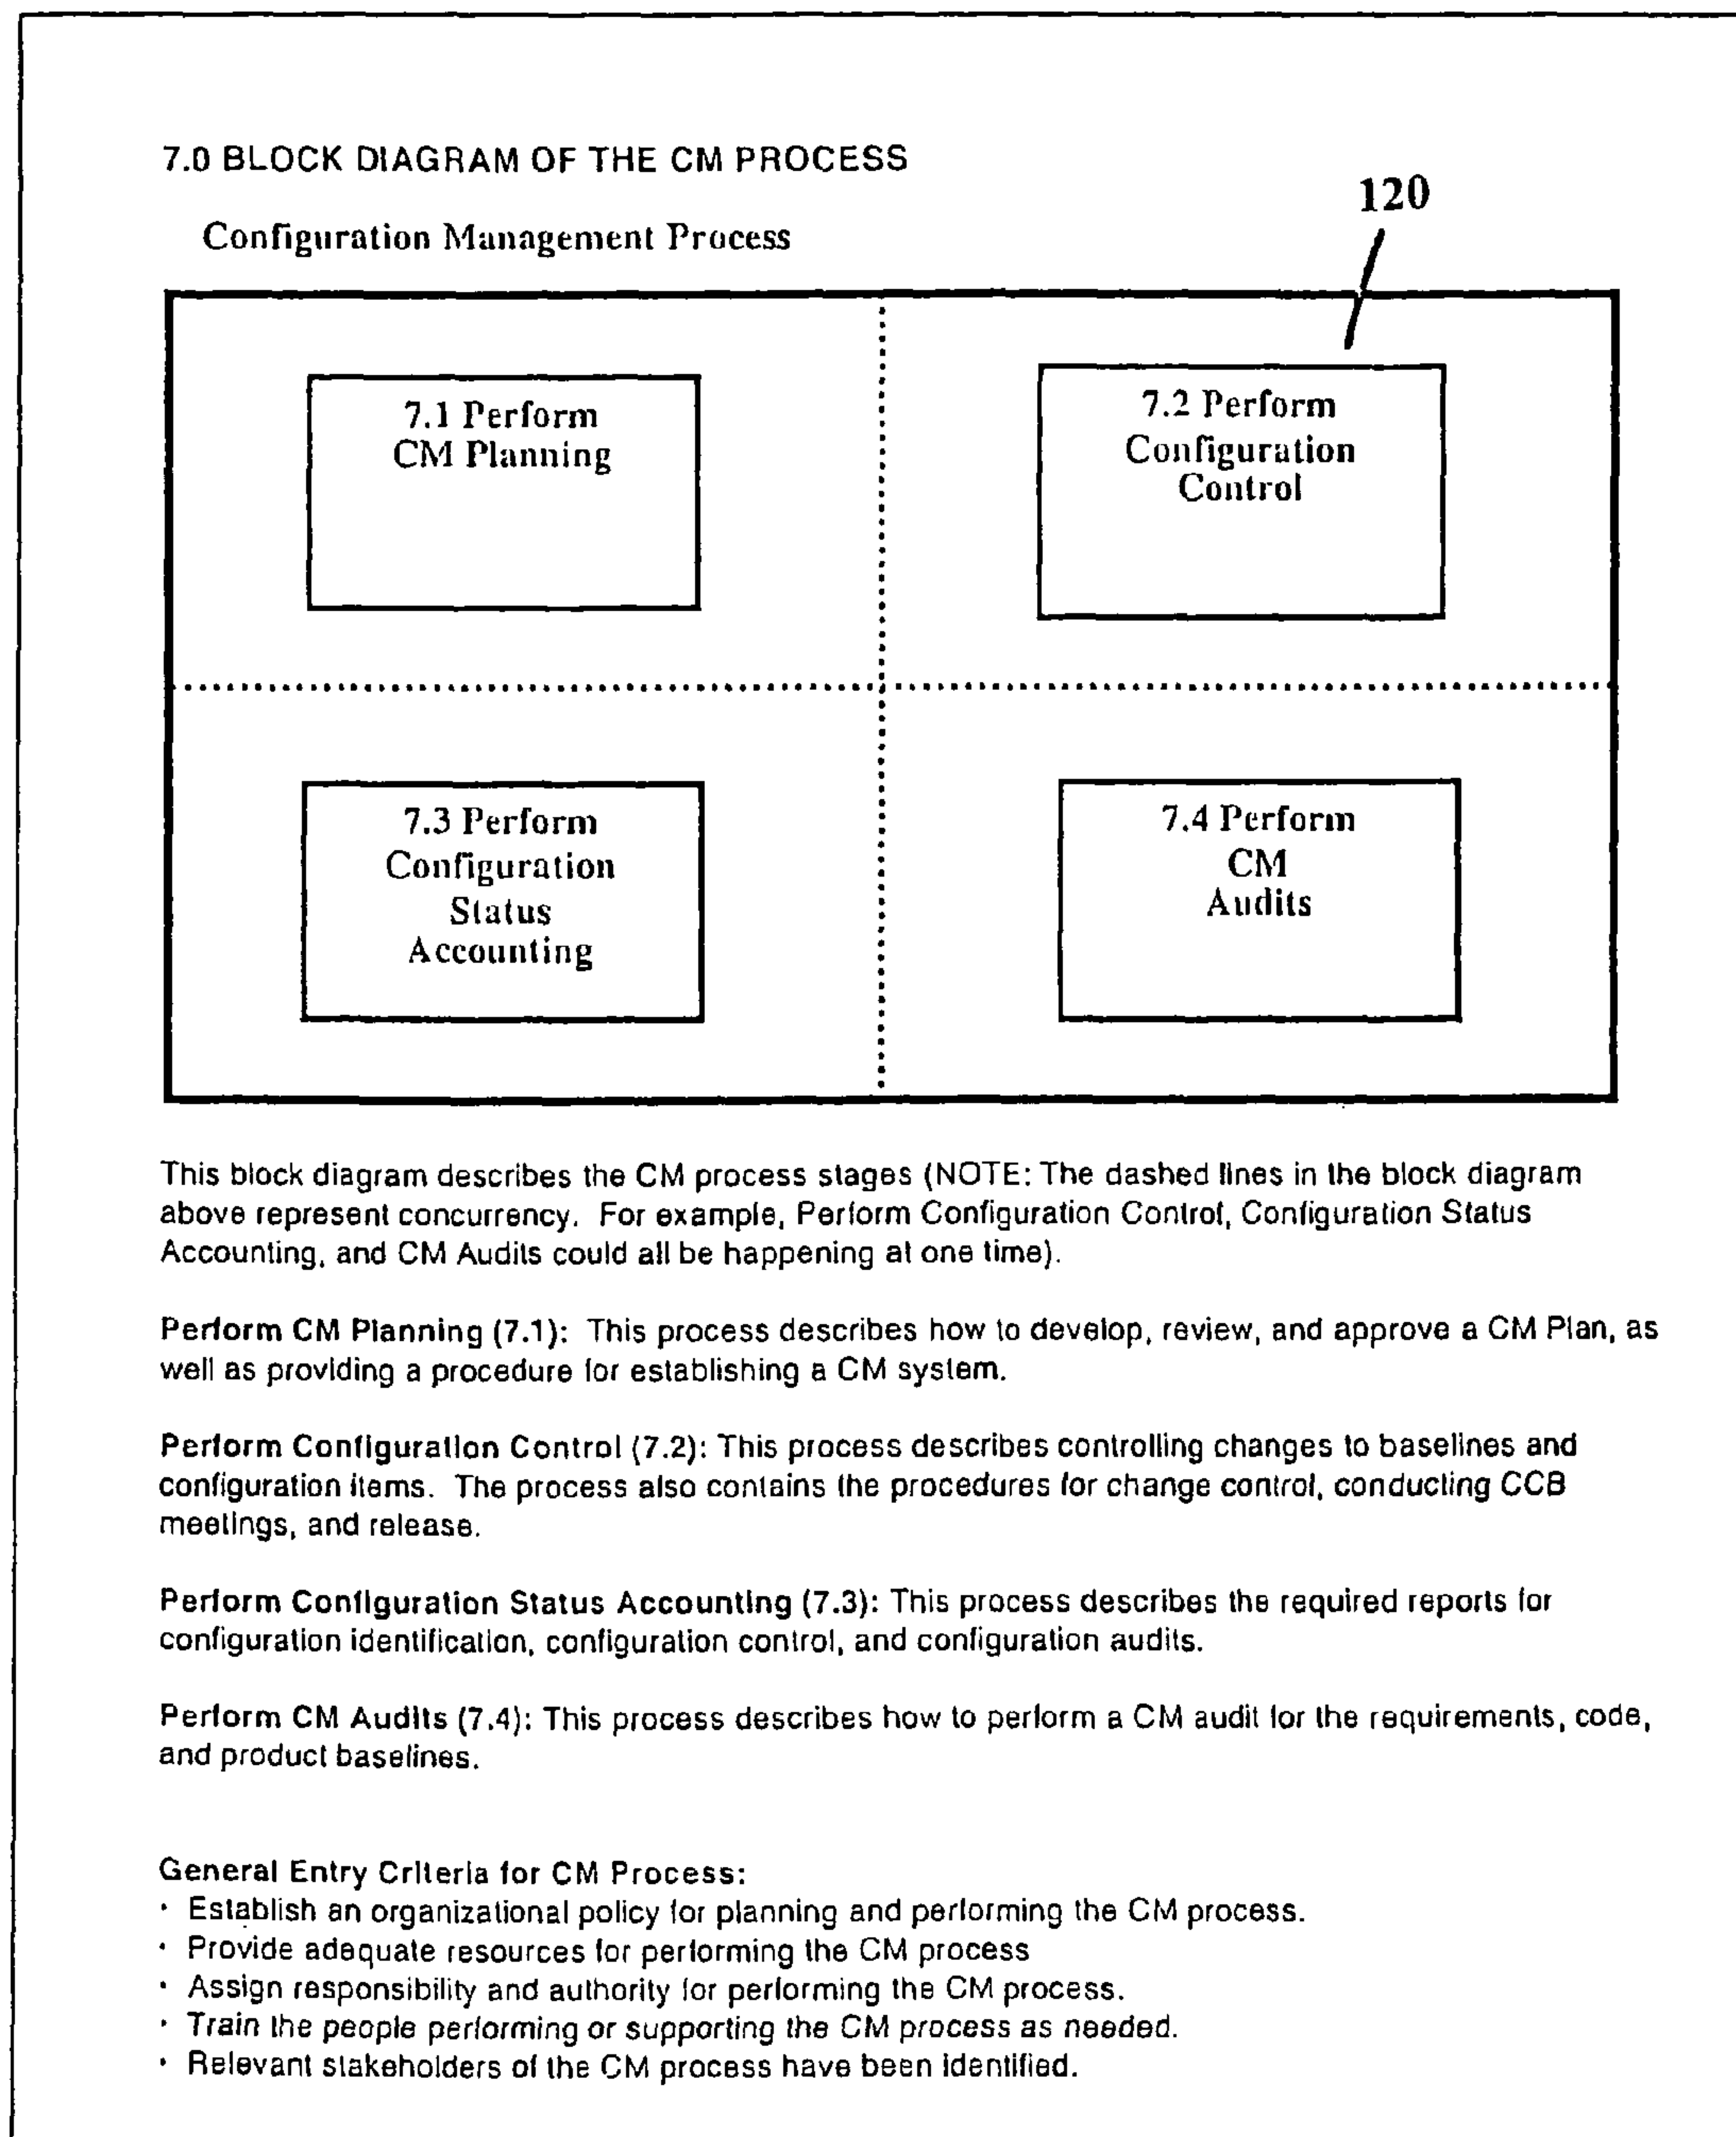 7.0 BLOCK DIAGRAM OF THE CM PROCESS
120
Configuration Management Process
7.1 Perform
CM Planning
7.2 Perform
Configuration
Control
7.3 Perform
Configuration
Status
Accounting
7.4 Perform
CM
Audits
This block diagram describes the CM process stages (NOTE: The dashed lines in the block diagram
above represent concurrency. For example, Perform Configuration Control, Configuration Status
Accounting, and CM Audits could all be happening at one time).
Perform CM Planning (7.1): This process describes how to develop, review, and approve a CM Plan, as
well as providing a procedure for establishing a CM system.
Perform Configuration Control (7.2): This process describes controlling changes to baselines and
configuration items. The process also contains the procedures for change control, conducting CCB
meetings, and release.
Perform Configuration Status Accounting (7.3): This process describes the required reports for
configuration identification, configuration control, and configuration audits.
Perform CM Audits (7.4): This process describes how to perform a CM audit for the requirements, code,
and product baselines.
General Entry Criteria for CM Process:
· Establish an organizational policy for planning and performing the CM process.
· Provide adequate resources for performing the CM process
· Assign responsibility and authority for performing the CM process.
· Train the people performing or supporting the CM process as needed.
· Relevant stakeholders of the CM process have been identified.